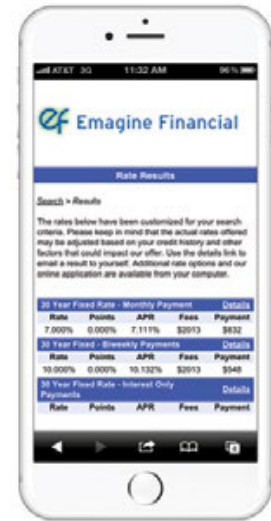 AT&T 3G 11:32 AM 96%
ef Emagine Financial
Rate Results
Search > Results
The rates below have been customized for your search
criteria. Please keep in mind that the actual rates offered
may be adjusted based on your credit history and other
factors that could impact our offer. Use the details link to
email a result to yourself. Additional rate options and our
online application are available from your computer.
30 Year Fixed Rate - Monthly Payment Details
Rate Points APR Fees Payment
7.000% 0.000% 7.111% $2013 $832
30 Year Fixed - Biweekly Payments Details
Rate Points APR Fees Payment
10.000% 0.000% 10.132% $2013 $548
30 Year Fixed Rate - Interest Only Details
Payments
Rate Points APR Fees Payment